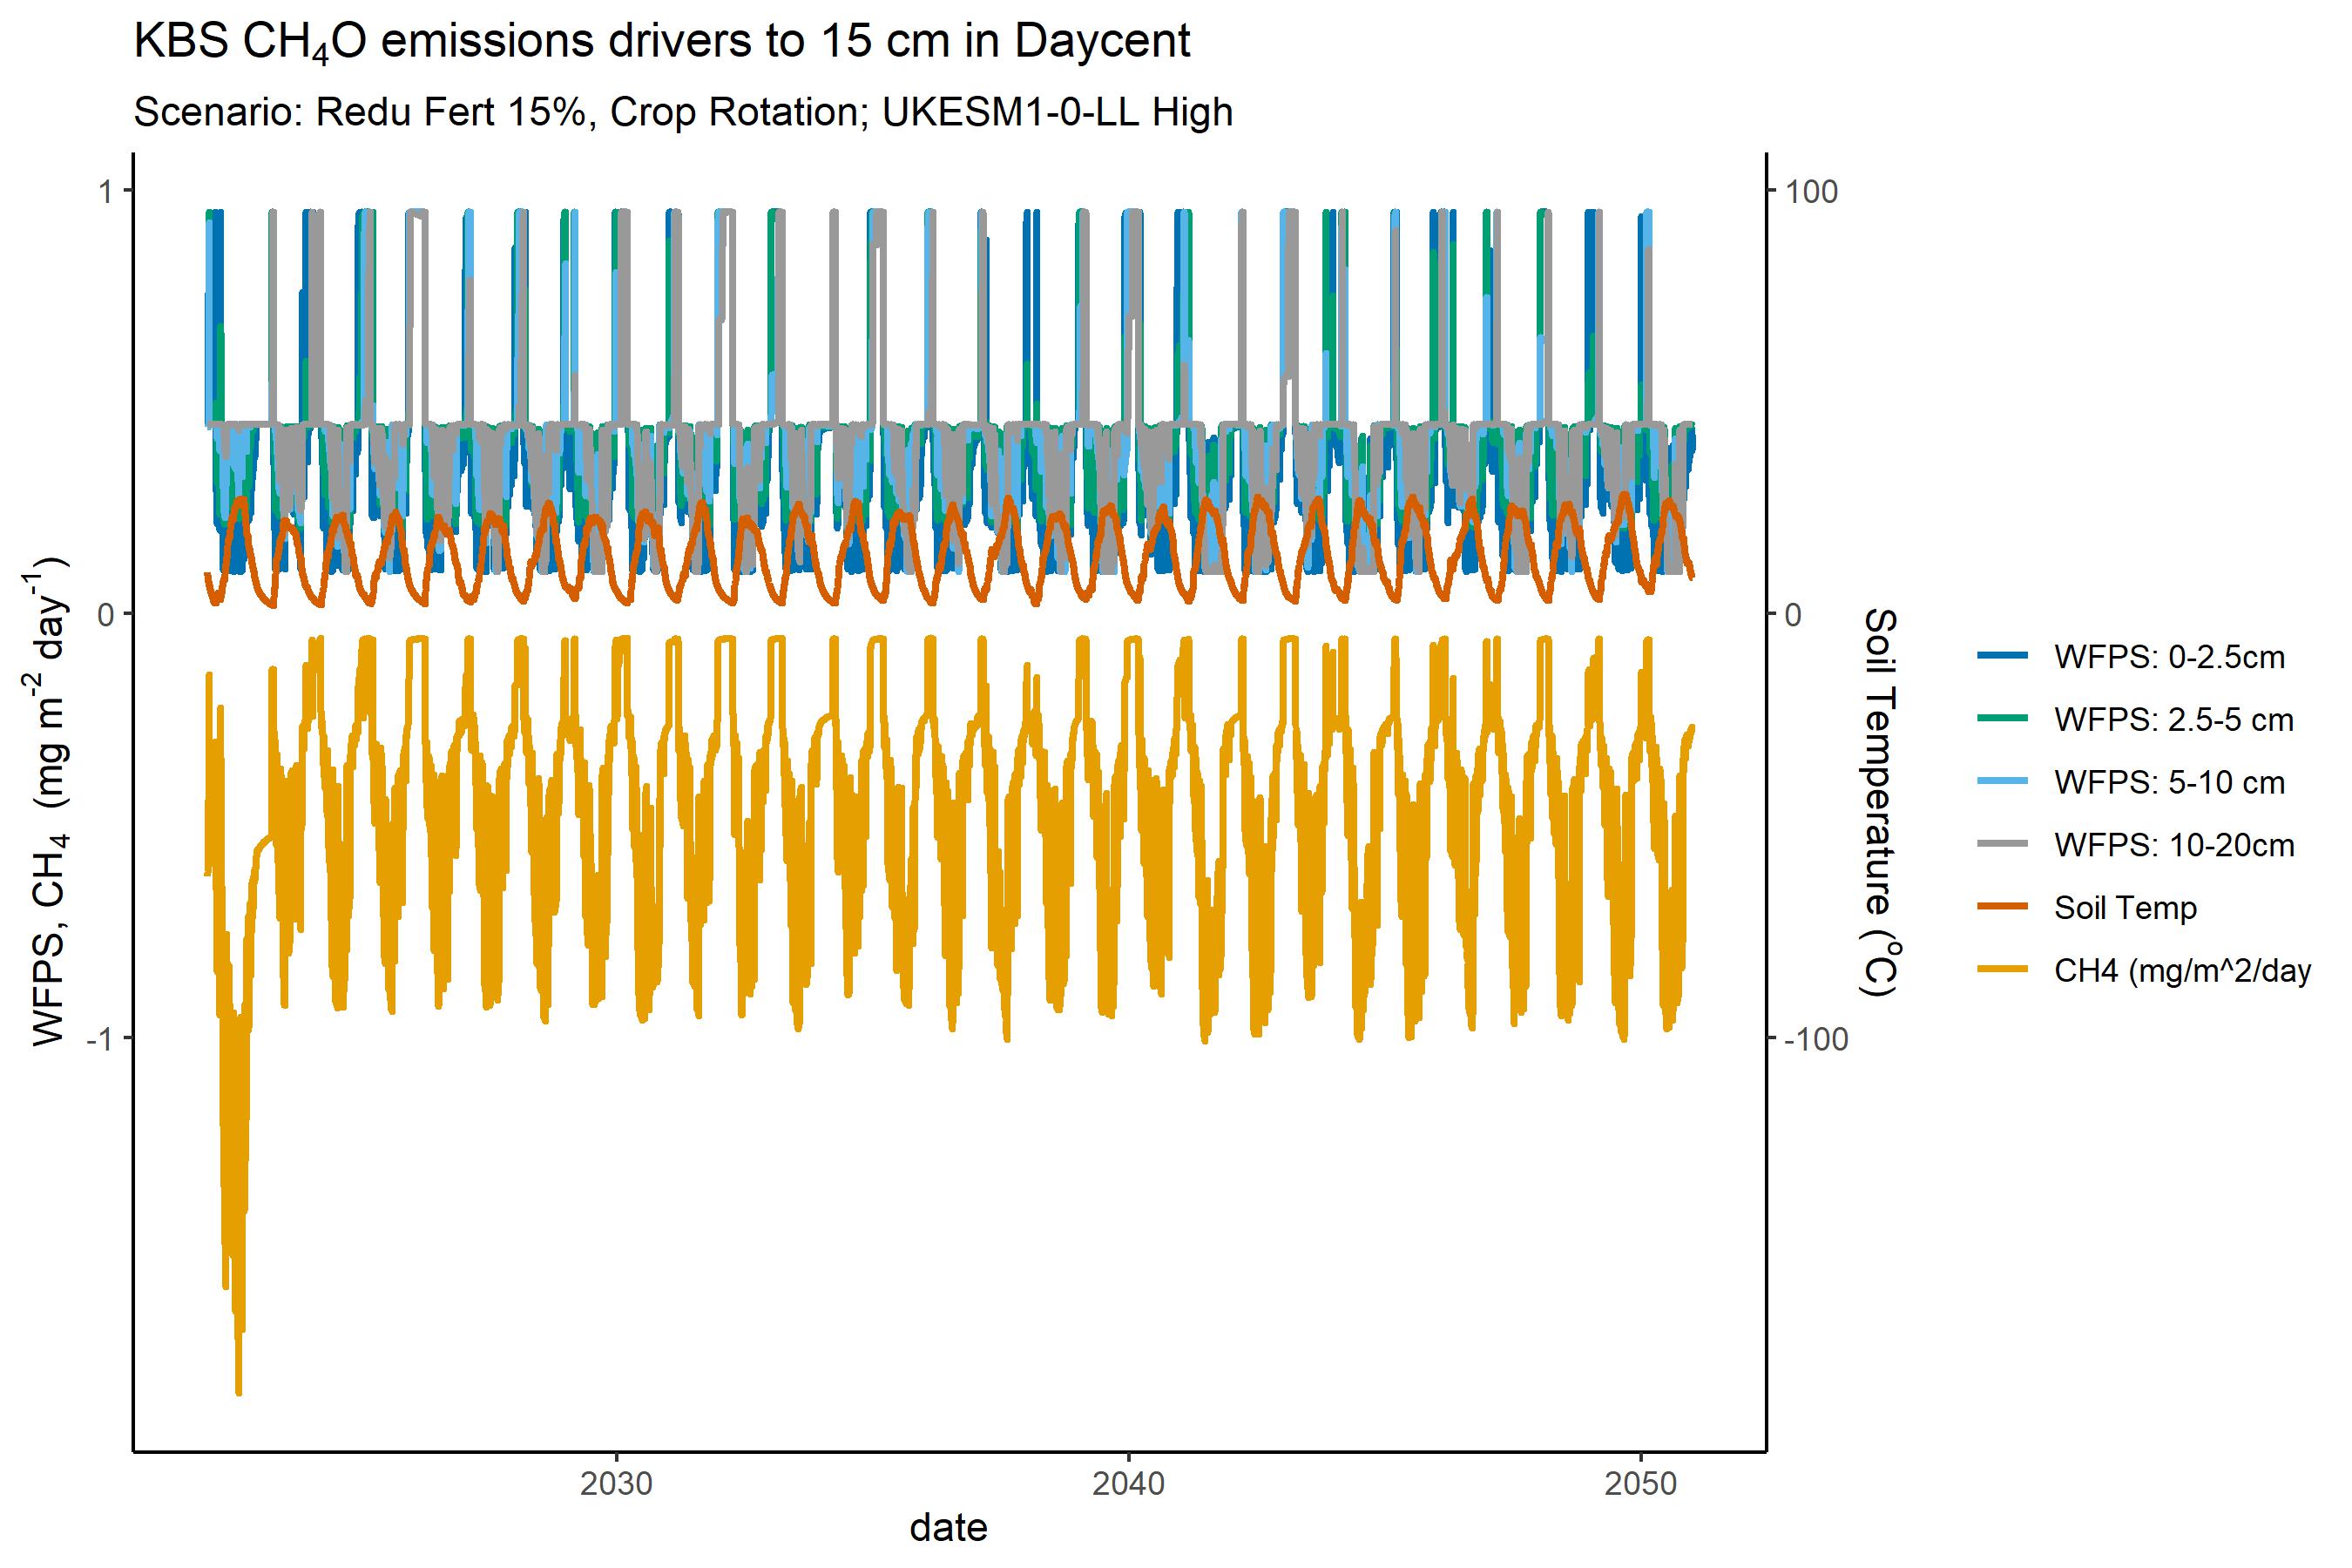 KBS CH₄O emissions drivers to 15 cm in Daycent
Scenario: Redu Fert 15%, Crop Rotation; UKESM1-0-LL High
WFPS, CH₄ (mg m⁻² day⁻¹)
1
0
-1
100
0
-100
Soil Temperature (⁰C)
2030
2040
2050
date
WFPS: 0-2.5cm
WFPS: 2.5-5 cm
WFPS: 5-10 cm
WFPS: 10-20cm
Soil Temp
CH4 (mg/m^2/day